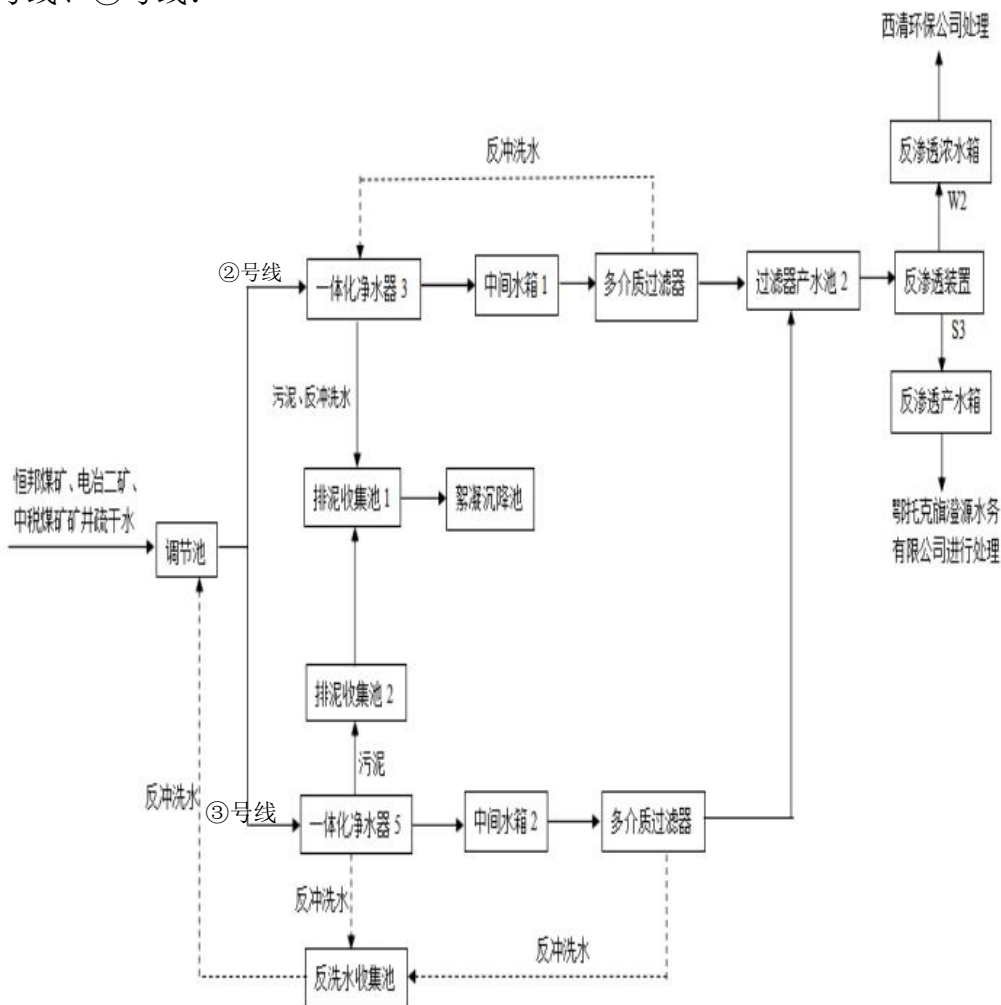 号线、③号线：
西清环保公司处理
反渗透浓水箱
W2
反冲洗水
②号线
一体化净水器 3
中间水箱 1
多介质过滤器
过滤器产水池 2
反渗透装置
S3
反渗透产水箱
污泥、反冲洗水
恒邦煤矿、电冶二矿、
中税煤矿矿井疏干水
调节池
排泥收集池 1
絮凝沉降池
鄂托克旗澄源水务
有限公司进行处理
排泥收集池 2
污泥
反冲洗水
③号线
一体化净水器 5
中间水箱 2
多介质过滤器
反冲洗水
反冲洗水
反洗水收集池